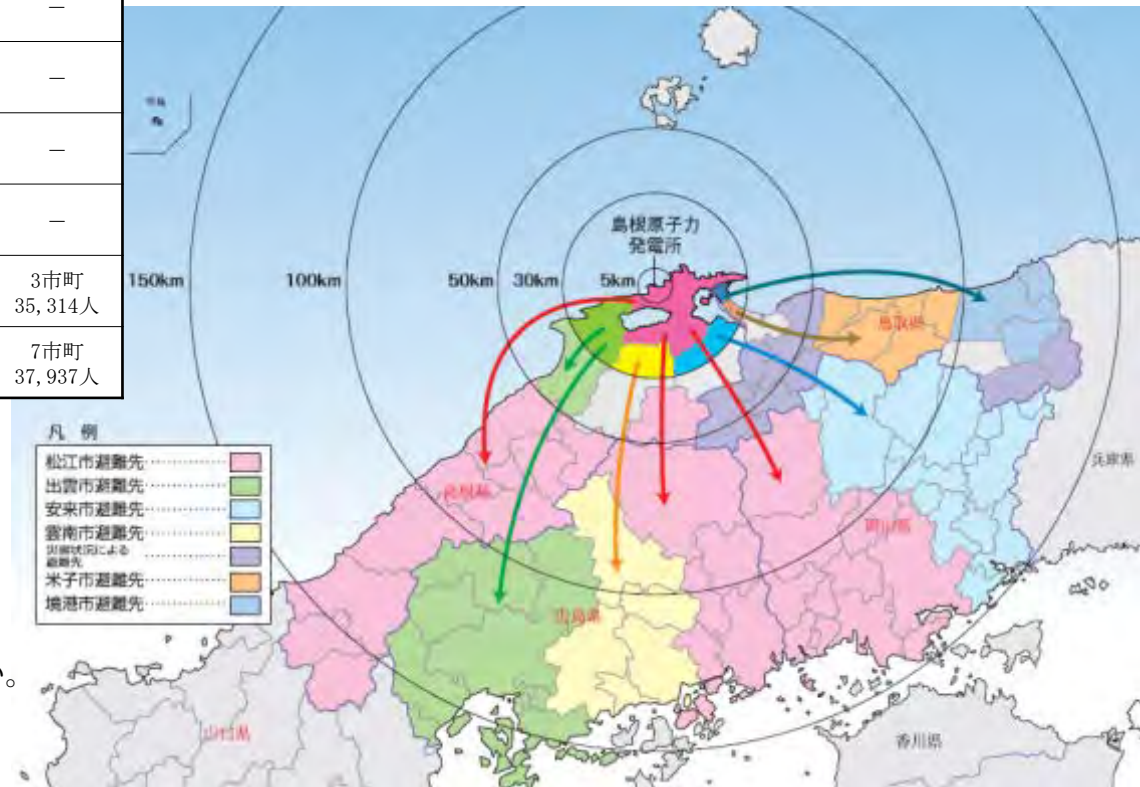 －
－
－
－
3市町
35,314人
7市町
37,937人
い。
島根原子力
発電所
150km
100km
50km
30km
5km
鳥取県
兵庫県
島根県
岡山県
広島県
山口県
香川県
凡 例
松江市避難先
出雲市避難先
安来市避難先
雲南市避難先
災害状況による
避難先
米子市避難先
境港市避難先